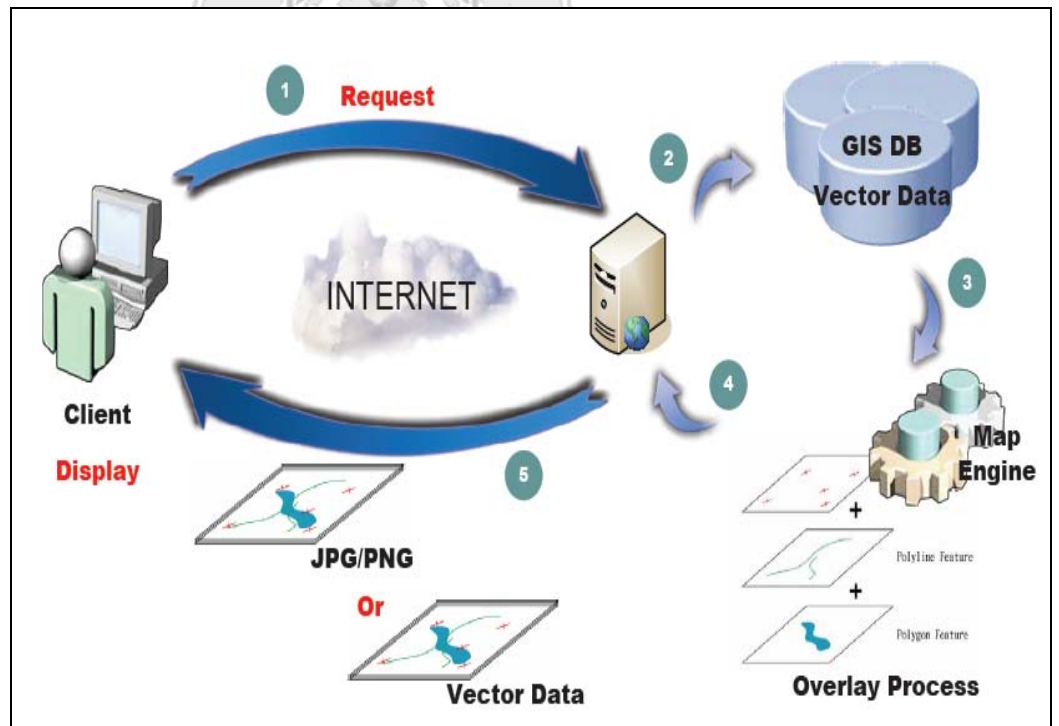 1
Request
2
GIS DB
Vector Data
INTERNET
3
4
Client
Display
Map
Engine
5
+
JPG/PNG
Polyline Feature
+
Or
Polygon Feature
Vector Data
Overlay Process